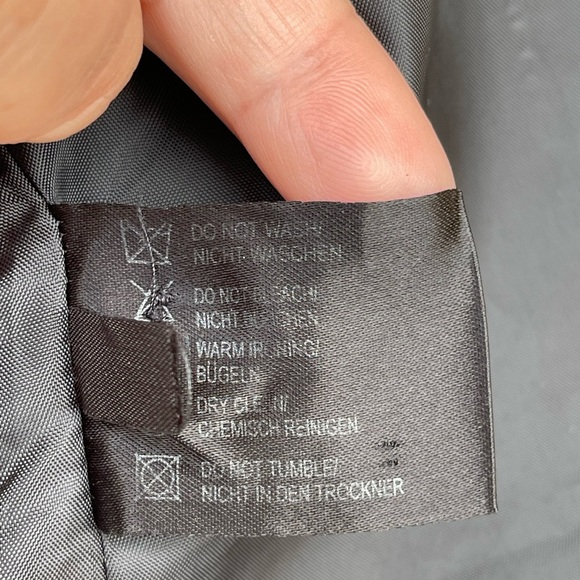 DO NOT WASH/
NICHT WASCHEN
DO NOT BLEACH/
NICHT
WARM IRONING/
BÜGELN
DRY CLEAN/
CHEMISCH REINIGEN
DO NOT TUMBLE/
NICHT IN DEN TROCKNER